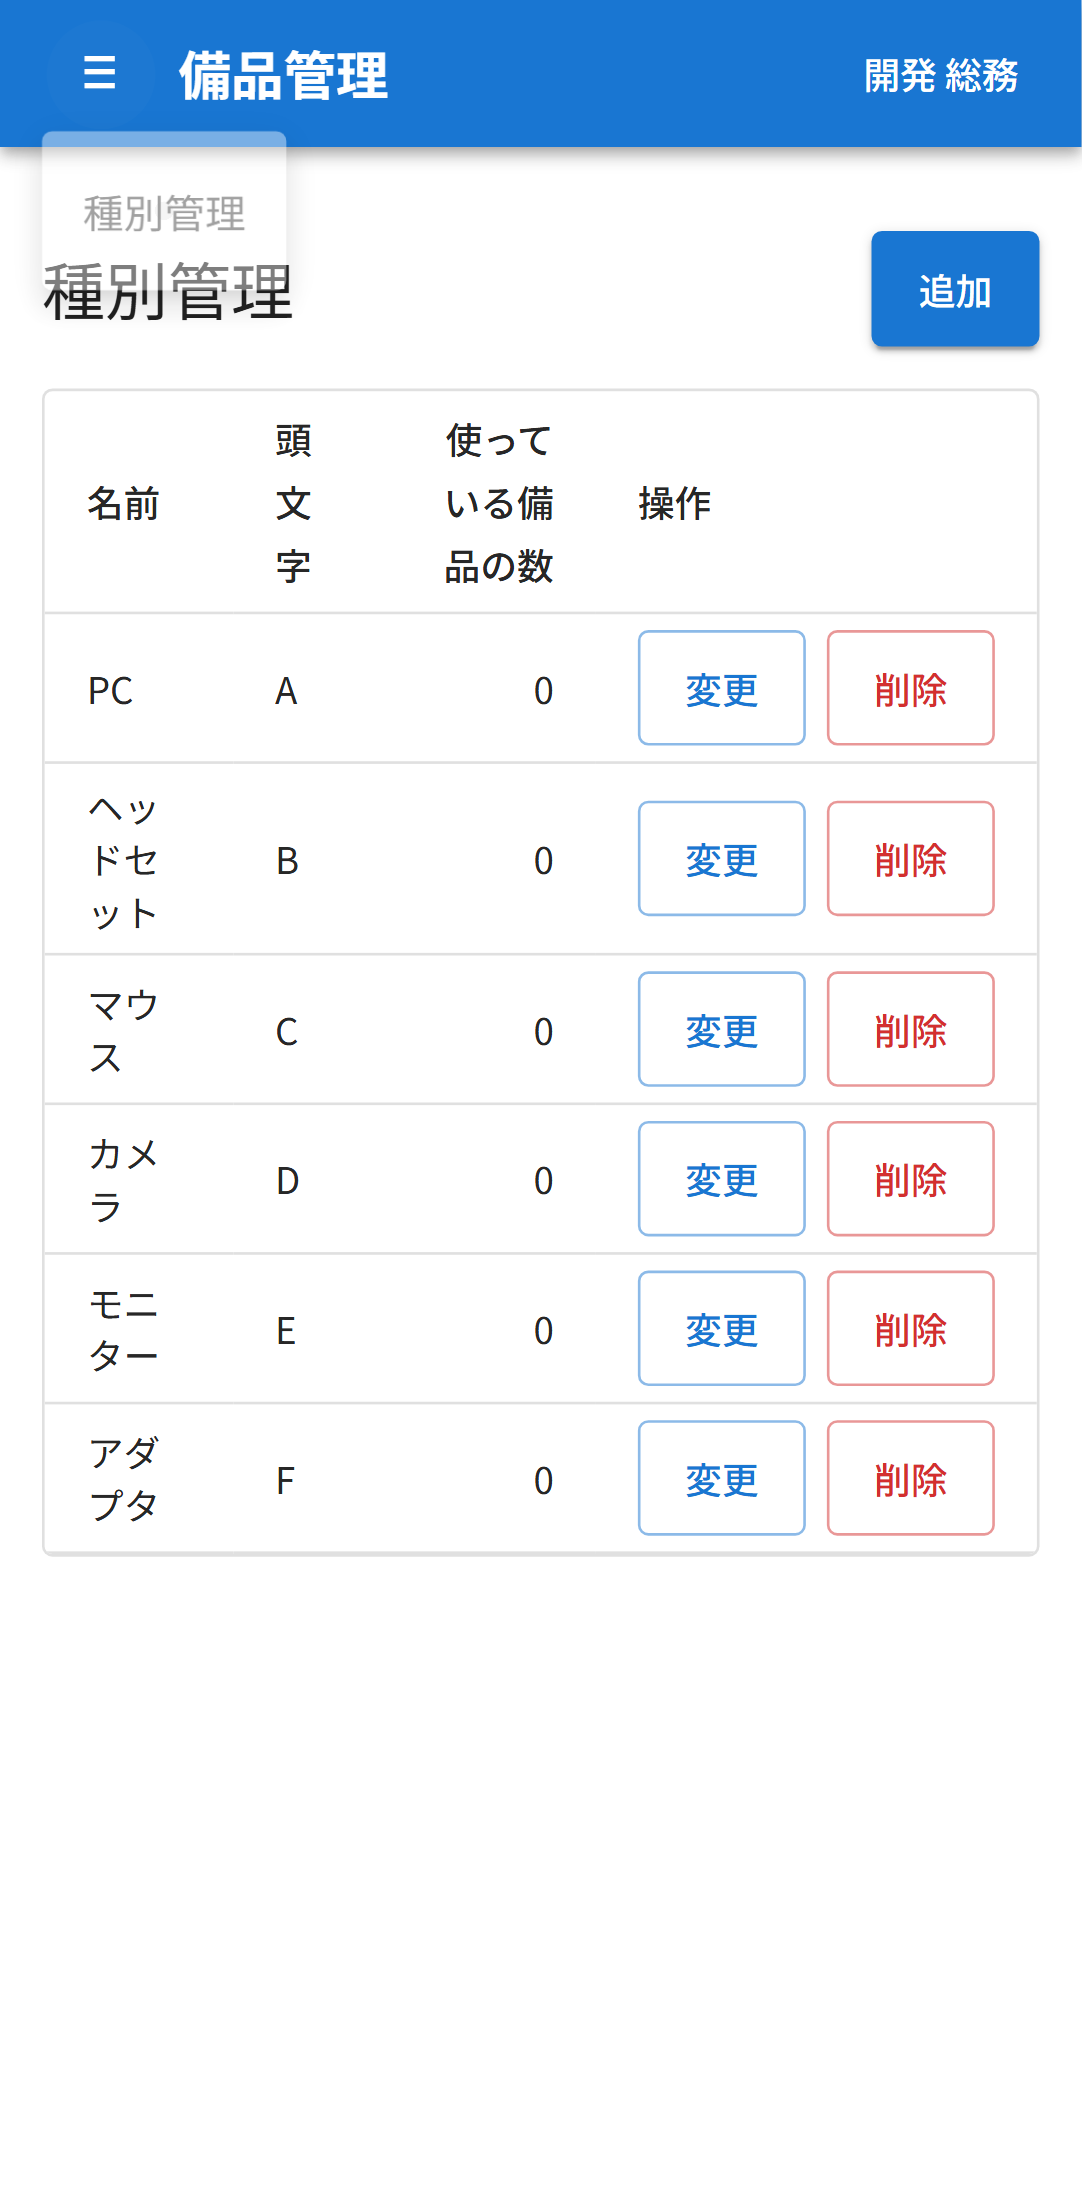 備品管理
開発 総務
種別管理
種別管理
追加
名前
頭
文
字
使って
いる備
品の数
操作
PC A 0 変更 削除
ヘッ
ドセ
ット
B 0 変更 削除
マウ
ス
C 0 変更 削除
カメ
ラ
D 0 変更 削除
モニ
ター
E 0 変更 削除
アダ
プタ
F 0 変更 削除